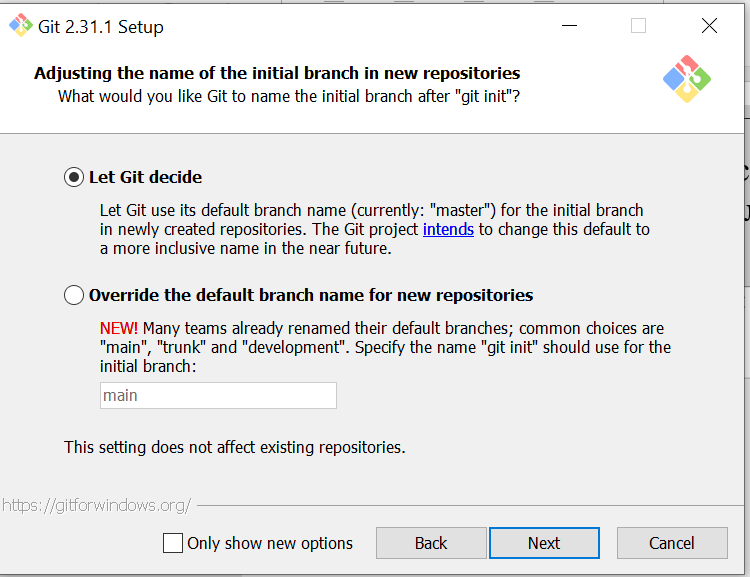 Git 2.31.1 Setup
Adjusting the name of the initial branch in new repositories
What would you like Git to name the initial branch after "git init"?
Let Git decide
Let Git use its default branch name (currently: "master") for the initial branch
in newly created repositories. The Git project intends to change this default to
a more inclusive name in the near future.
Override the default branch name for new repositories
NEW! Many teams already renamed their default branches; common choices are
"main", "trunk" and "development". Specify the name "git init" should use for the
initial branch:
main
This setting does not affect existing repositories.
https://gitforwindows.org/
Only show new options
Back
Next
Cancel